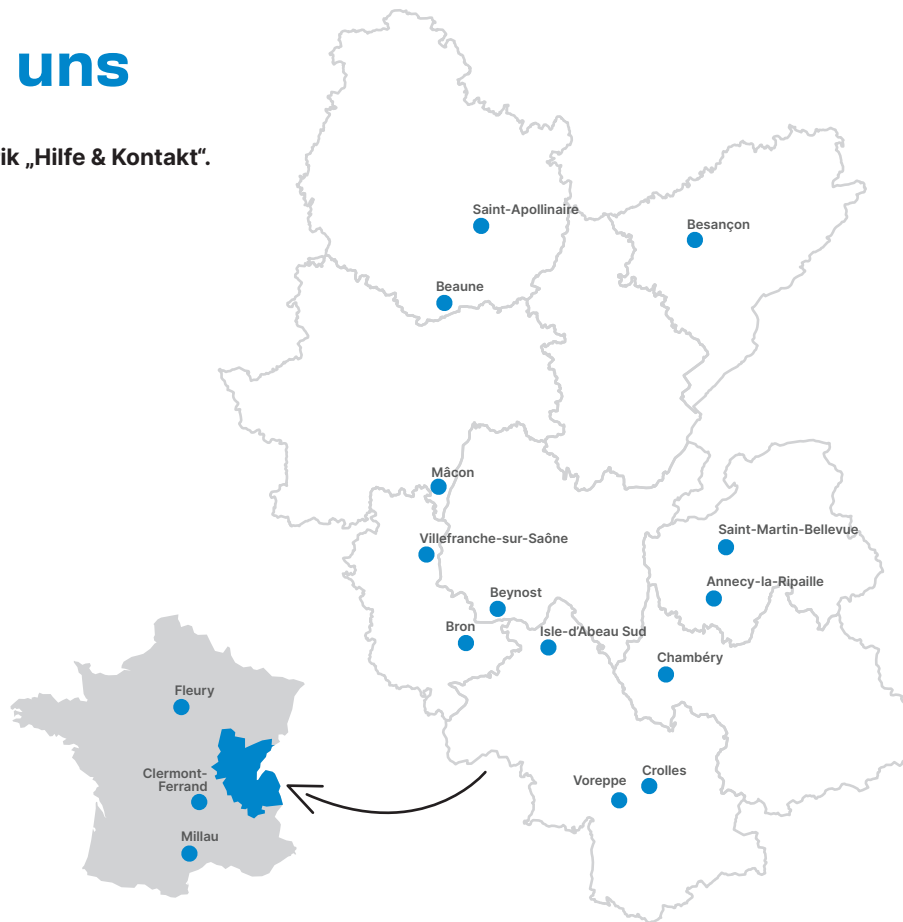 uns
ik „Hilfe & Kontakt“.
Saint-Apollinaire
Besançon
Beaune
Mâcon
Villefranche-sur-Saône
Saint-Martin-Bellevue
Annecy-la-Ripaille
Beynost
Bron
Isle-d'Abeau Sud
Chambéry
Voreppe
Crolles
Fleury
Clermont-
Ferrand
Millau